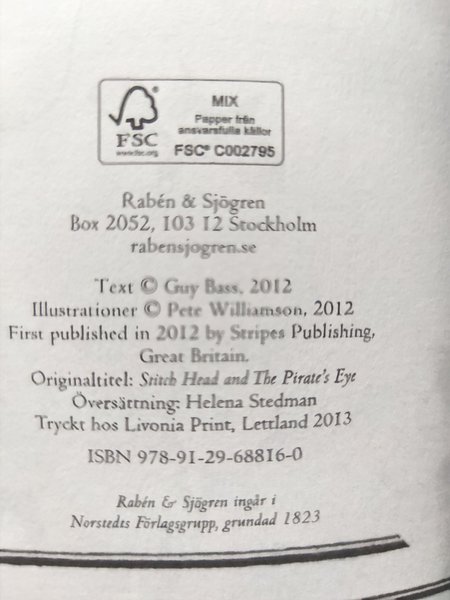 MIX
Papper från
ansvarsfulla källor
FSC
www.fsc.org
FSC® C002795
Rabén & Sjögren
Box 2052, 103 12 Stockholm
rabensjogren.se
Text © Guy Bass, 2012
Illustrationer © Pete Williamson, 2012
First published in 2012 by Stripes Publishing,
Great Britain.
Originaltitel: Stitch Head and The Pirate's Eye
Översättning: Helena Stedman
Tryckt hos Livonia Print, Lettland 2013
ISBN 978-91-29-68816-0
Rabén & Sjögren ingår i
Norstedts Förlagsgrupp, grundad 1823